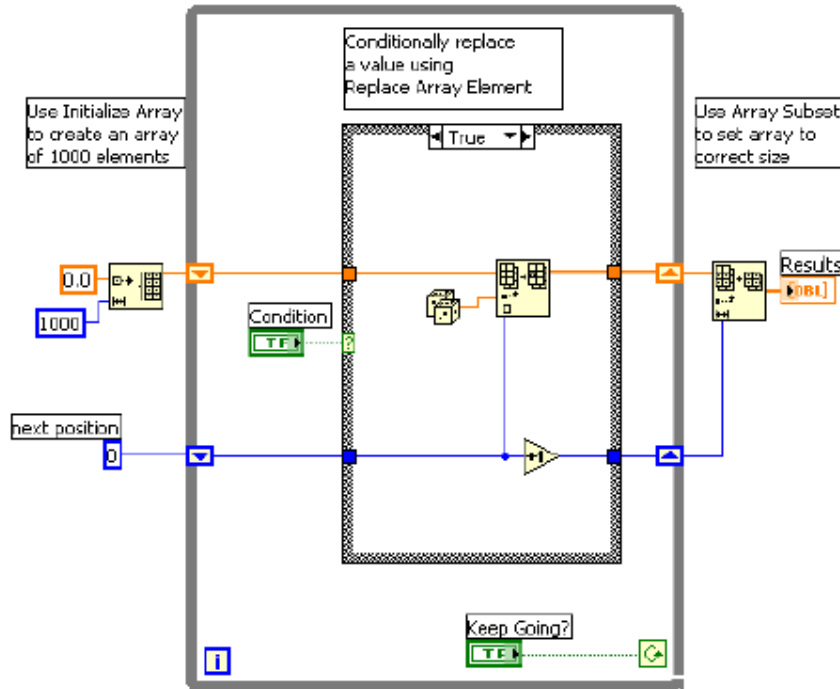 Conditionally replace
a value using
Replace Array Element
Use Initialize Array
to create an array
of 1000 elements
Use Array Subset
to set array to
correct size
True
0.0
1000
Results
DBL]
Condition
TF
?
next position
0
+1
Keep Going?
TF
i